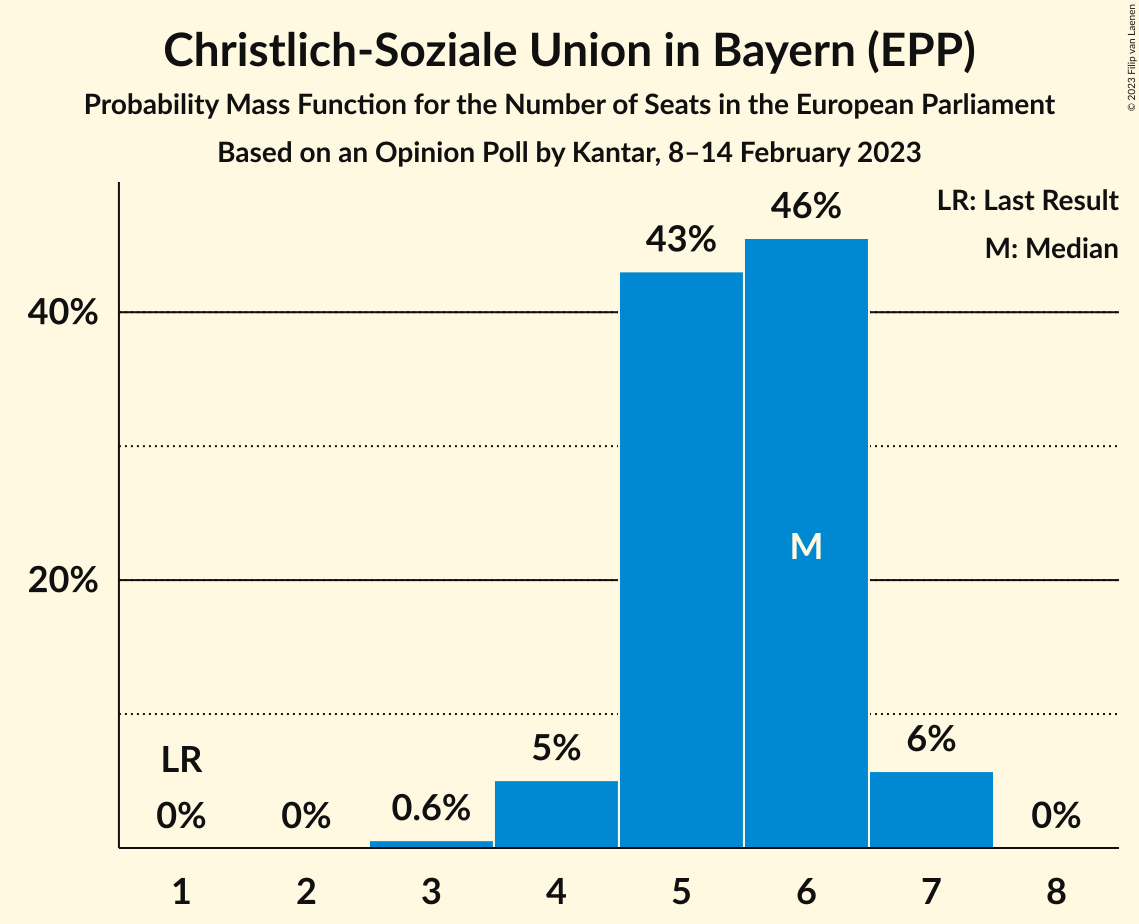 Christlich-Soziale Union in Bayern (EPP)
Probability Mass Function for the Number of Seats in the European Parliament
Based on an Opinion Poll by Kantar, 8–14 February 2023
© 2023 Filip van Laenen
LR: Last Result
M: Median
46%
43%
40%
M
20%
6%
5%
LR
0.6%
0%
0%
0%
1
2
3
4
5
6
7
8